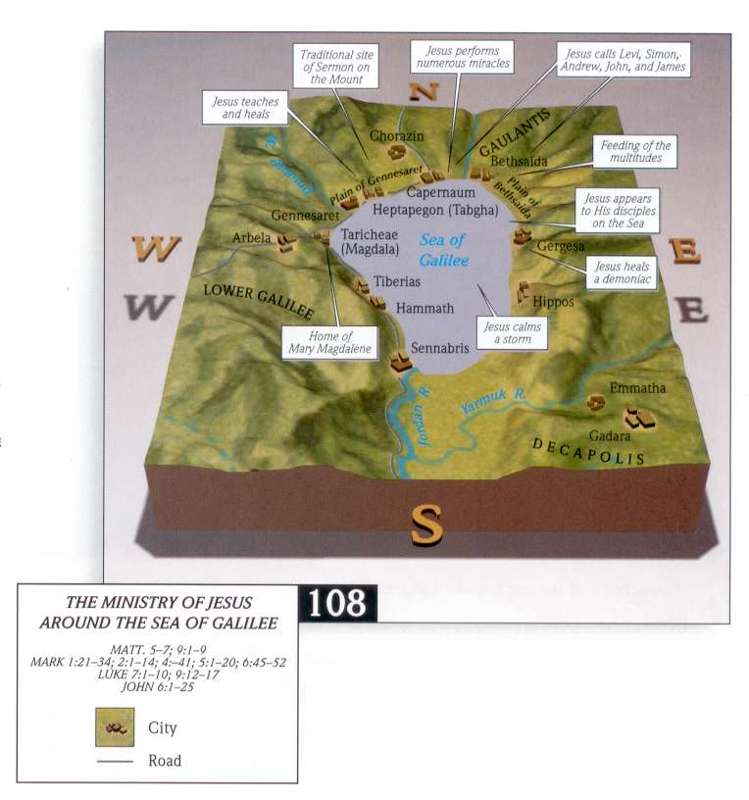 Traditional site
of Sermon on
the Mount
Jesus performs
numerous miracles
Jesus calls Levi, Simon,
Andrew, John, and James
Jesus teaches
and heals
N
GAULANTIS
Chorazin
Bethsaida
Feeding of the
multitudes
Plain of Gennesaret
Plain of
Bethsaida
Capernaum
Heptapegon (Tabgha)
Gennesaret
Jesus appears
to His disciples
on the Sea
W
Arbela
Taricheae
(Magdala)
Sea of
Galilee
Gergesa
E
Jesus heals
a demoniac
W
LOWER GALILEE
Tiberias
Hammath
Hippos
E
Home of
Mary Magdalene
Jesus calms
a storm
Sennabris
Jordan R.
Yarmuk R.
Emmatha
Gadara
DECAPOLIS
S
108
THE MINISTRY OF JESUS
AROUND THE SEA OF GALILEE
MATT. 5–7; 9:1–9
MARK 1:21–34; 2:1–14; 4:–41; 5:1–20; 6:45–52
LUKE 7:1–10; 9:12–17
JOHN 6:1–25
City
Road